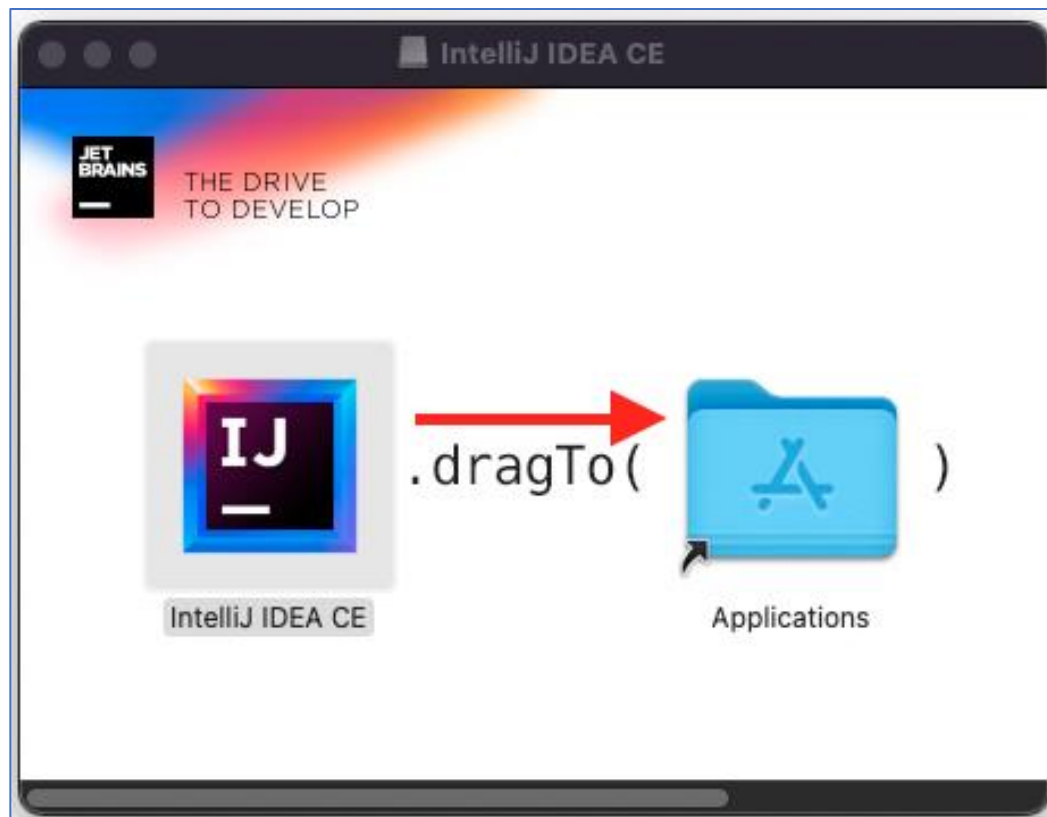 IntelliJ IDEA CE
JET
BRAINS
THE DRIVE
TO DEVELOP
IJ
.dragTo( )
IntelliJ IDEA CE
Applications